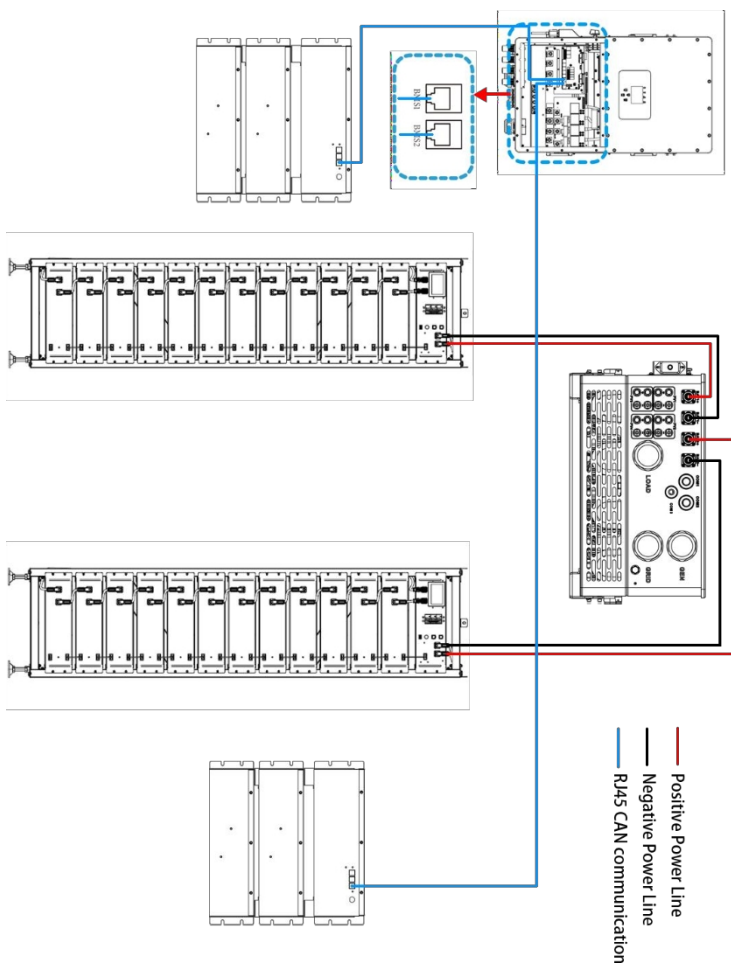 BMS1
BMS2
LOAD
GRID
GEN
Positive Power Line
Negative Power Line
RJ45 CAN communication